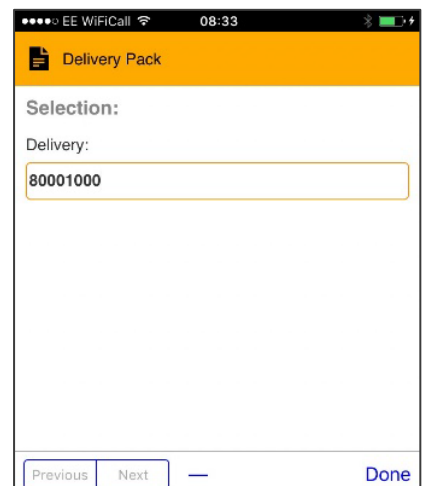 EE WiFiCall 08:33
Delivery Pack
Selection:
Delivery:
80001000
Previous Next — Done